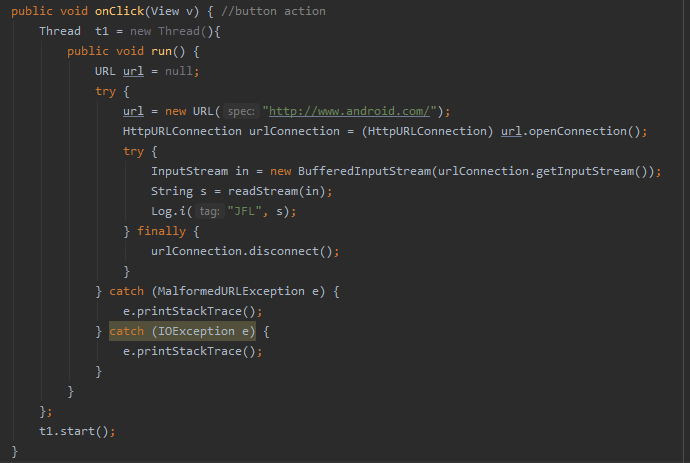 public void onClick(View v) { //button action
    Thread  t1 = new Thread(){
        public void run() {
            URL url = null;
            try {
                url = new URL( spec: "http://www.android.com/");
                HttpURLConnection urlConnection = (HttpURLConnection) url.openConnection();
                try {
                    InputStream in = new BufferedInputStream(urlConnection.getInputStream());
                    String s = readStream(in);
                    Log.i( tag: "JFL", s);
                } finally {
                    urlConnection.disconnect();
                }
            } catch (MalformedURLException e) {
                e.printStackTrace();
            } catch (IOException e) {
                e.printStackTrace();
            }
        }
    };
    t1.start();
}